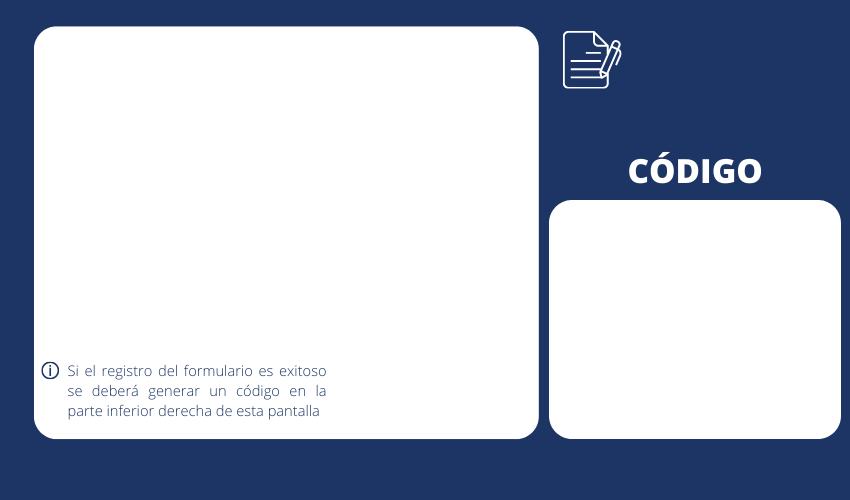 CÓDIGO
Si el registro del formulario es exitoso
se deberá generar un código en la
parte inferior derecha de esta pantalla